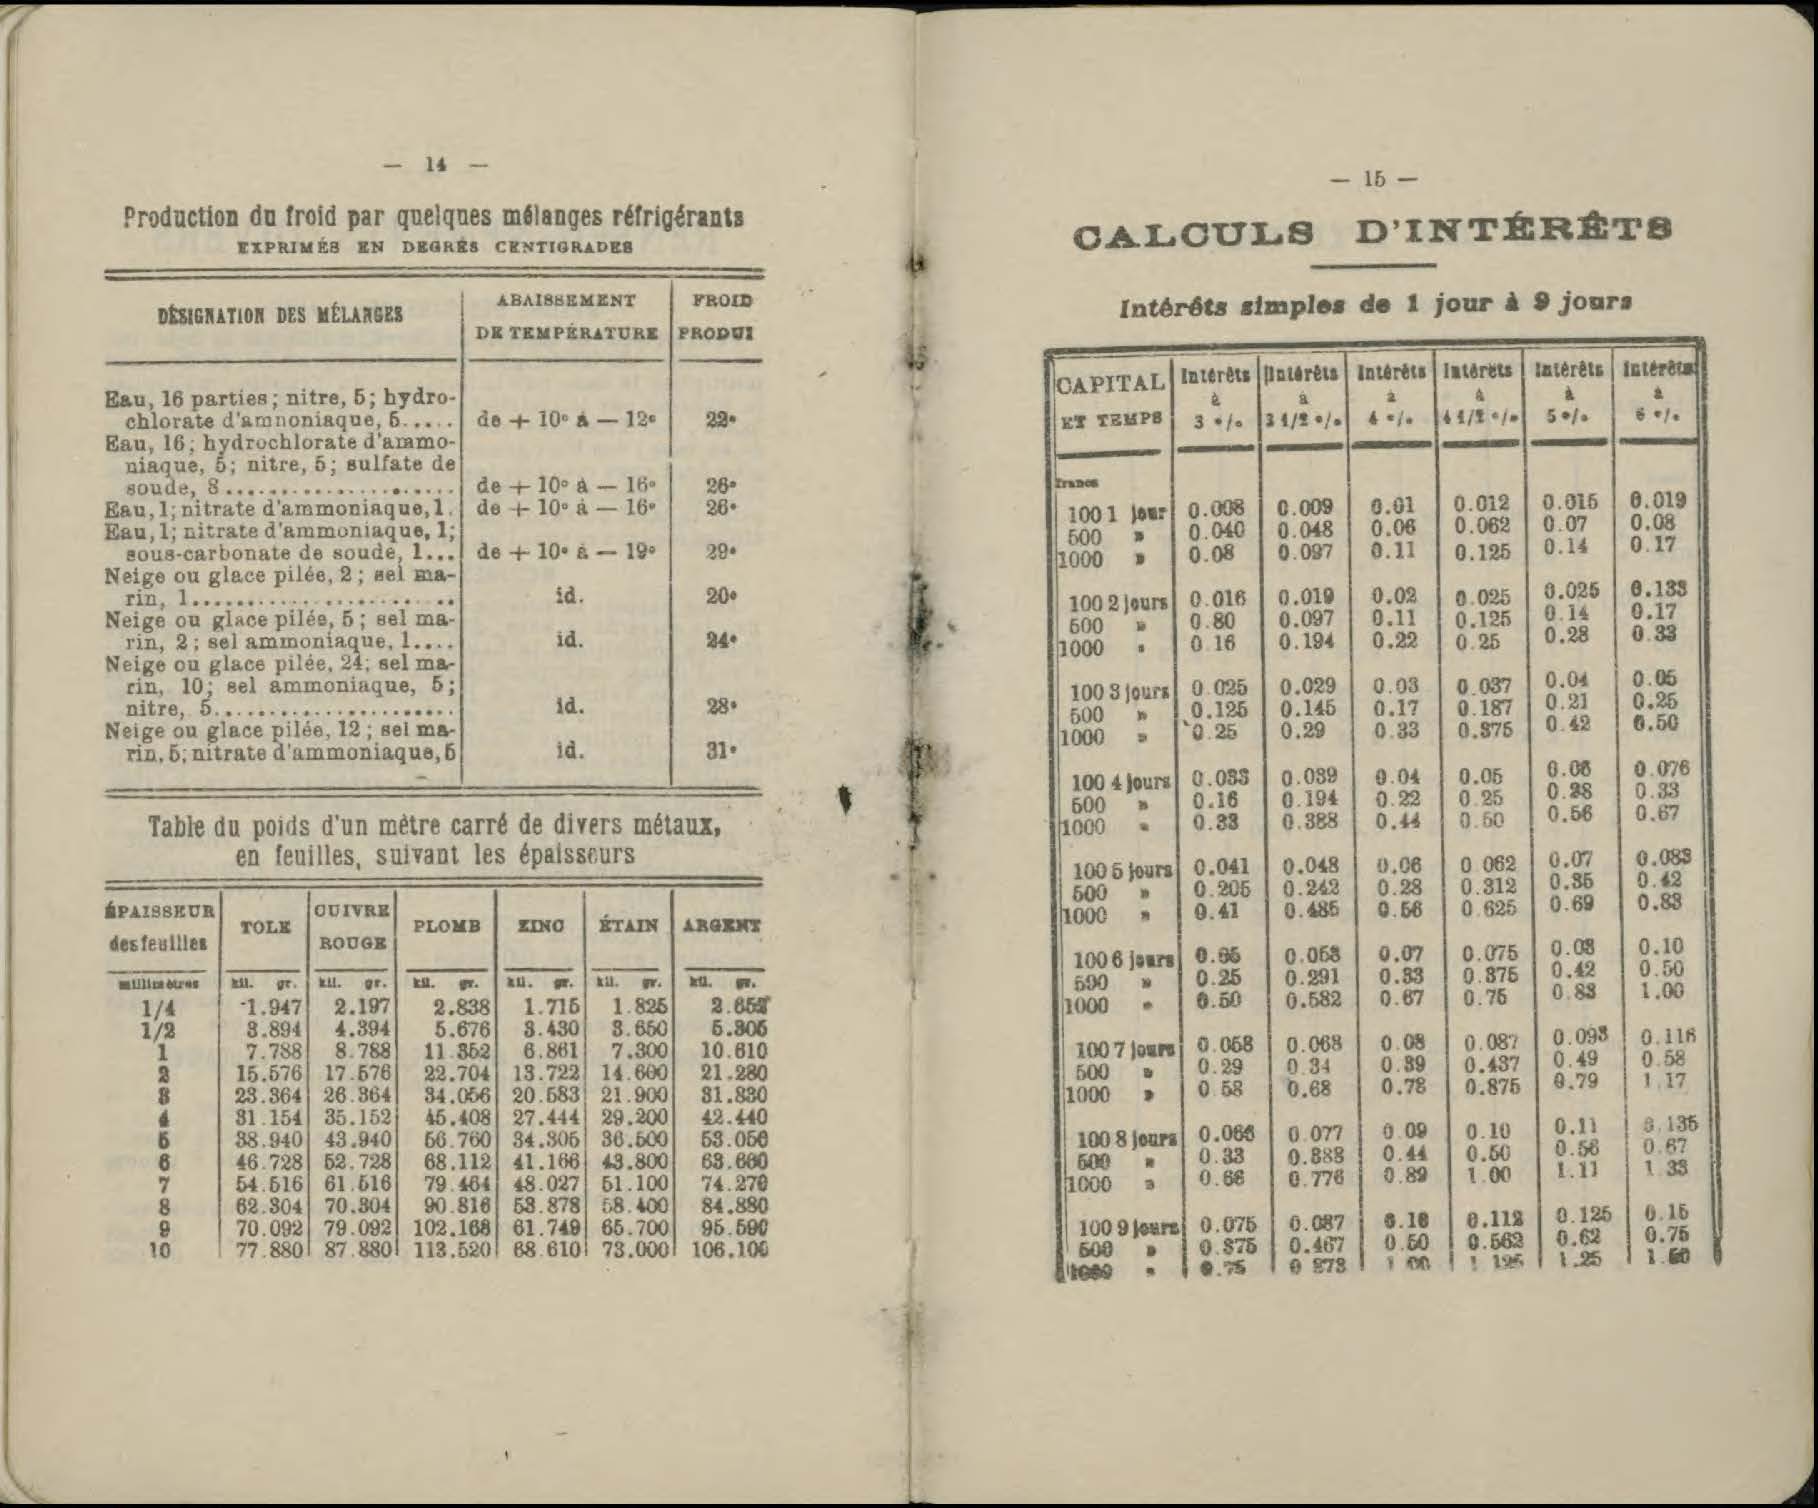 — 14 —
Production du froid par quelques mélanges réfrigérants
EXPRIMÉS EN DEGRÉS CENTIGRADES
DÉSIGNATION DES MÉLANGES | ABAISSEMENT DE TEMPÉRATURE | FROID PRODUI
Eau, 16 parties; nitre, 5; hydro-
chlorate d'amnoniaque, 5..... de + 10° à — 12° 22°
Eau, 16; hydrochlorate d'ammo-
niaque, 5; nitre, 5; sulfate de
soude, 8..................... de + 10° à — 16° 26°
Eau, 1; nitrate d'ammoniaque, 1. de + 10° à — 16° 26°
Eau, 1; nitrate d'ammoniaque, 1;
sous-carbonate de soude, 1... de + 10° à — 19° 29°
Neige ou glace pilée, 2; sel ma-
rin, 1........................ id. 20°
Neige ou glace pilée, 5; sel ma-
rin, 2; sel ammoniaque, 1.... id. 24°
Neige ou glace pilée, 24; sel ma-
rin, 10; sel ammoniaque, 5;
nitre, 5...................... id. 28°
Neige ou glace pilée, 12; sel ma-
rin, 5; nitrate d'ammoniaque, 5 id. 31°
Table du poids d'un mètre carré de divers métaux,
en feuilles, suivant les épaisseurs
ÉPAISSEUR des feuilles | TOLE | CUIVRE ROUGE | PLOMB | ZINC | ÉTAIN | ARGENT
millimètres kil. gr. kil. gr. kil. gr. kil. gr. kil. gr. kil. gr.
1/4 1.947 2.197 2.838 1.715 1.825
1/2 3.894 4.394 5.676 3.430 3.650 5.305
1 7.788 8.788 11.352 6.861 7.300 10.610
2 15.576 17.576 22.704 13.722 14.600 21.280
3 23.364 26.364 34.056 20.583 21.900 31.830
4 31.154 35.152 45.408 27.444 29.200 42.440
5 38.940 43.940 56.760 34.305 36.500 53.050
6 46.728 52.728 68.112 41.166 43.800 63.660
7 54.516 61.516 79.464 48.027 51.100 74.270
8 62.304 70.304 90.816 53.878 58.400 84.880
9 70.092 79.092 102.168 61.749 65.700 95.590
10 77.880 87.880 113.520 68.610 73.000 106.100
— 15 —
CALCULS D'INTÉRÊTS
Intérêts simples de 1 jour à 9 jours
CAPITAL ET TEMPS | Intérêts à 3 °/o | Intérêts à 3 1/2 °/o | Intérêts à 4 °/o | Intérêts à 4 1/2 °/o | Intérêts à 5 °/o | Intérêts à 6 °/o
francs
100 1 jour 0.008 0.009 0.01 0.012 0.015 0.019
500 » 0.040 0.048 0.06 0.062 0.07 0.08
1000 » 0.08 0.097 0.11 0.125 0.14 0.17
100 2 jours 0.016 0.019 0.02 0.025 0.025 0.133
500 » 0.80 0.097 0.11 0.125 0.14 0.17
1000 » 0.16 0.194 0.22 0.25 0.28 0.33
100 3 jours 0.025 0.029 0.03 0.037 0.04 0.05
500 » 0.125 0.145 0.17 0.187 0.21 0.25
1000 » 0.25 0.29 0.33 0.375 0.42 0.50
100 4 jours 0.033 0.039 0.04 0.05 0.06 0.076
500 » 0.16 0.194 0.22 0.25 0.28 0.33
1000 » 0.33 0.388 0.44 0.50 0.56 0.67
100 5 jours 0.041 0.048 0.06 0.062 0.07 0.083
500 » 0.205 0.242 0.28 0.312 0.35 0.42
1000 » 0.41 0.485 0.56 0.625 0.69 0.83
100 6 jours 0.058 0.07 0.075 0.08 0.10
500 » 0.25 0.291 0.33 0.375 0.42 0.50
1000 » 0.50 0.582 0.67 0.75 0.83 1.00
100 7 jours 0.058 0.068 0.08 0.087 0.093 0.116
500 » 0.29 0.34 0.39 0.437 0.49 0.58
1000 » 0.58 0.68 0.78 0.875 0.79 1.17
100 8 jours 0.066 0.077 0.09 0.10 0.11 0.135
500 » 0.33 0.388 0.44 0.50 0.56 0.67
1000 » 0.66 0.776 0.89 1.00 1.11 1.33
100 9 jours 0.075 0.087 0.10 0.112 0.125 0.15
500 » 0.375 0.467 0.50 0.562 0.62 0.75
1000 » 0.75 0.873 1.00 1.125 1.25 1.50